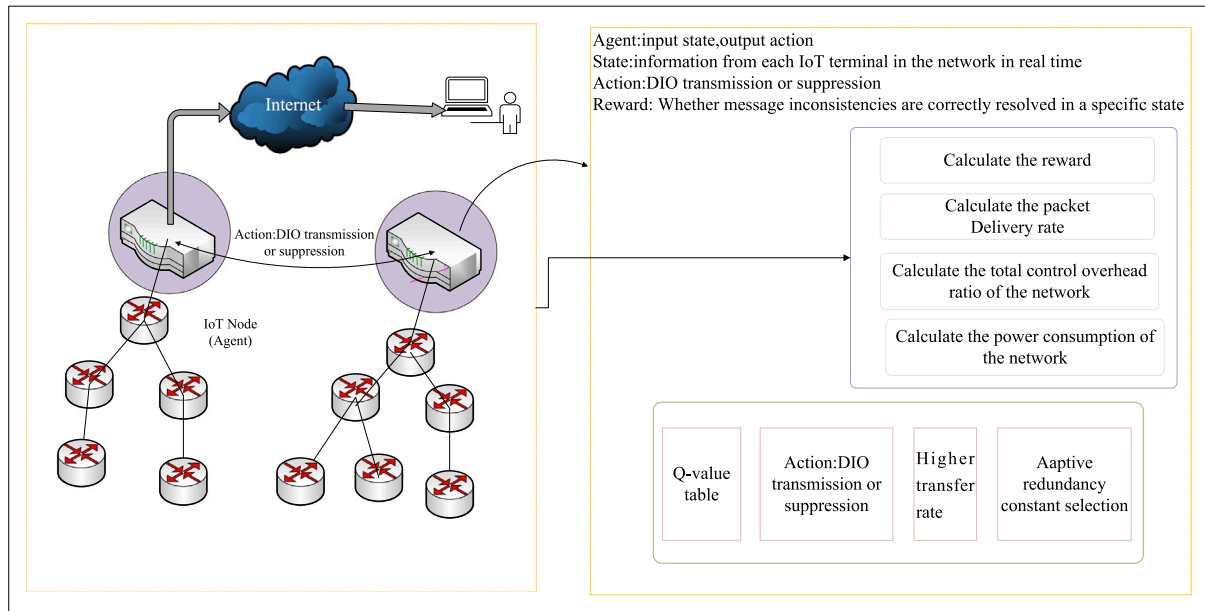 Internet
Action:DIO transmission
or suppression
IoT Node
(Agent)
Agent:input state,output action
State:information from each IoT terminal in the network in real time
Action:DIO transmission or suppression
Reward: Whether message inconsistencies are correctly resolved in a specific state
Calculate the reward
Calculate the packet
Delivery rate
Calculate the total control overhead
ratio of the network
Calculate the power consumption of
the network
Q-value
table
Action:DIO
transmission or
suppression
Higher
transfer
rate
Aaptive
redundancy
constant selection